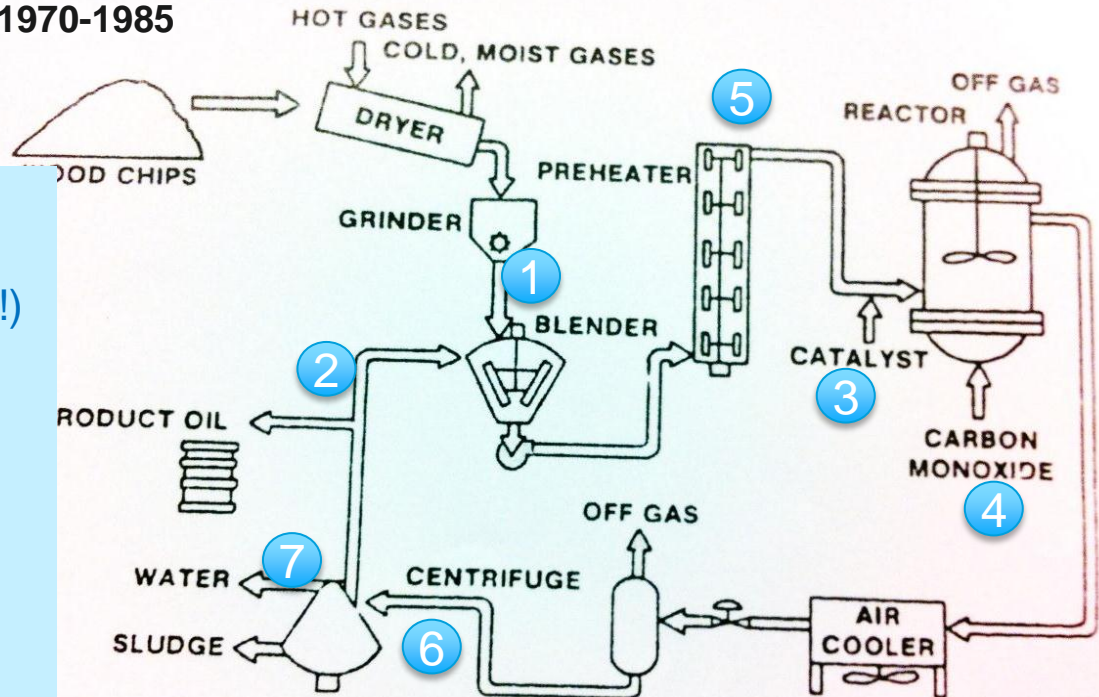 1970-1985
HOT GASES
COLD, MOIST GASES
OFF GAS
5
REACTOR
DRYER
WOOD CHIPS
PREHEATER
GRINDER
1
!)
BLENDER
2
CATALYST
3
RODUCT OIL
CARBON
MONOXIDE
4
OFF GAS
7
WATER
CENTRIFUGE
6
SLUDGE
AIR
COOLER